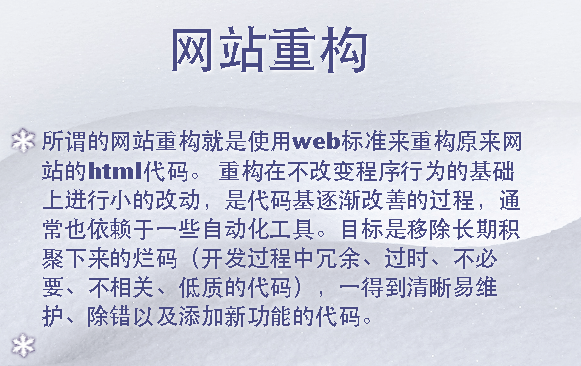 网站重构
所谓的网站重构就是使用web标准来重构原来网
站的html代码。 重构在不改变程序行为的基础
上进行小的改动，是代码基逐渐改善的过程，通
常也依赖于一些自动化工具。目标是移除长期积
聚下来的烂码（开发过程中冗余、过时、不必
要、不相关、低质的代码），一得到清晰易维
护、除错以及添加新功能的代码。